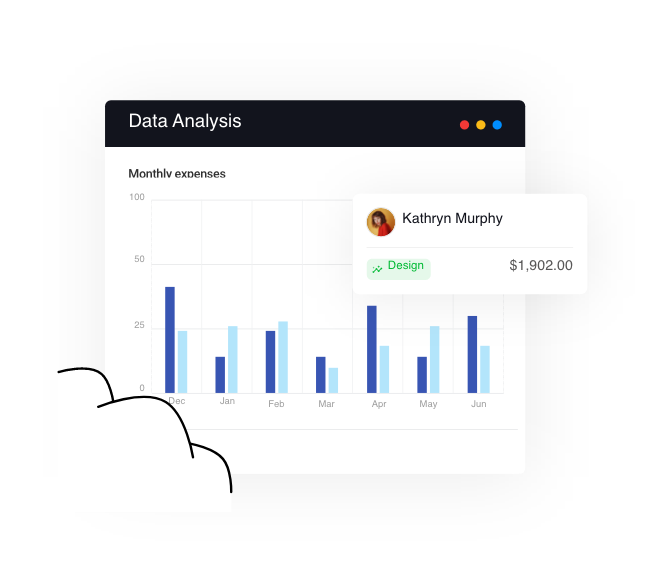 Data Analysis
Monthly expenses
100
50
25
0
Dec Jan Feb Mar Apr May Jun
Kathryn Murphy
Design $1,902.00